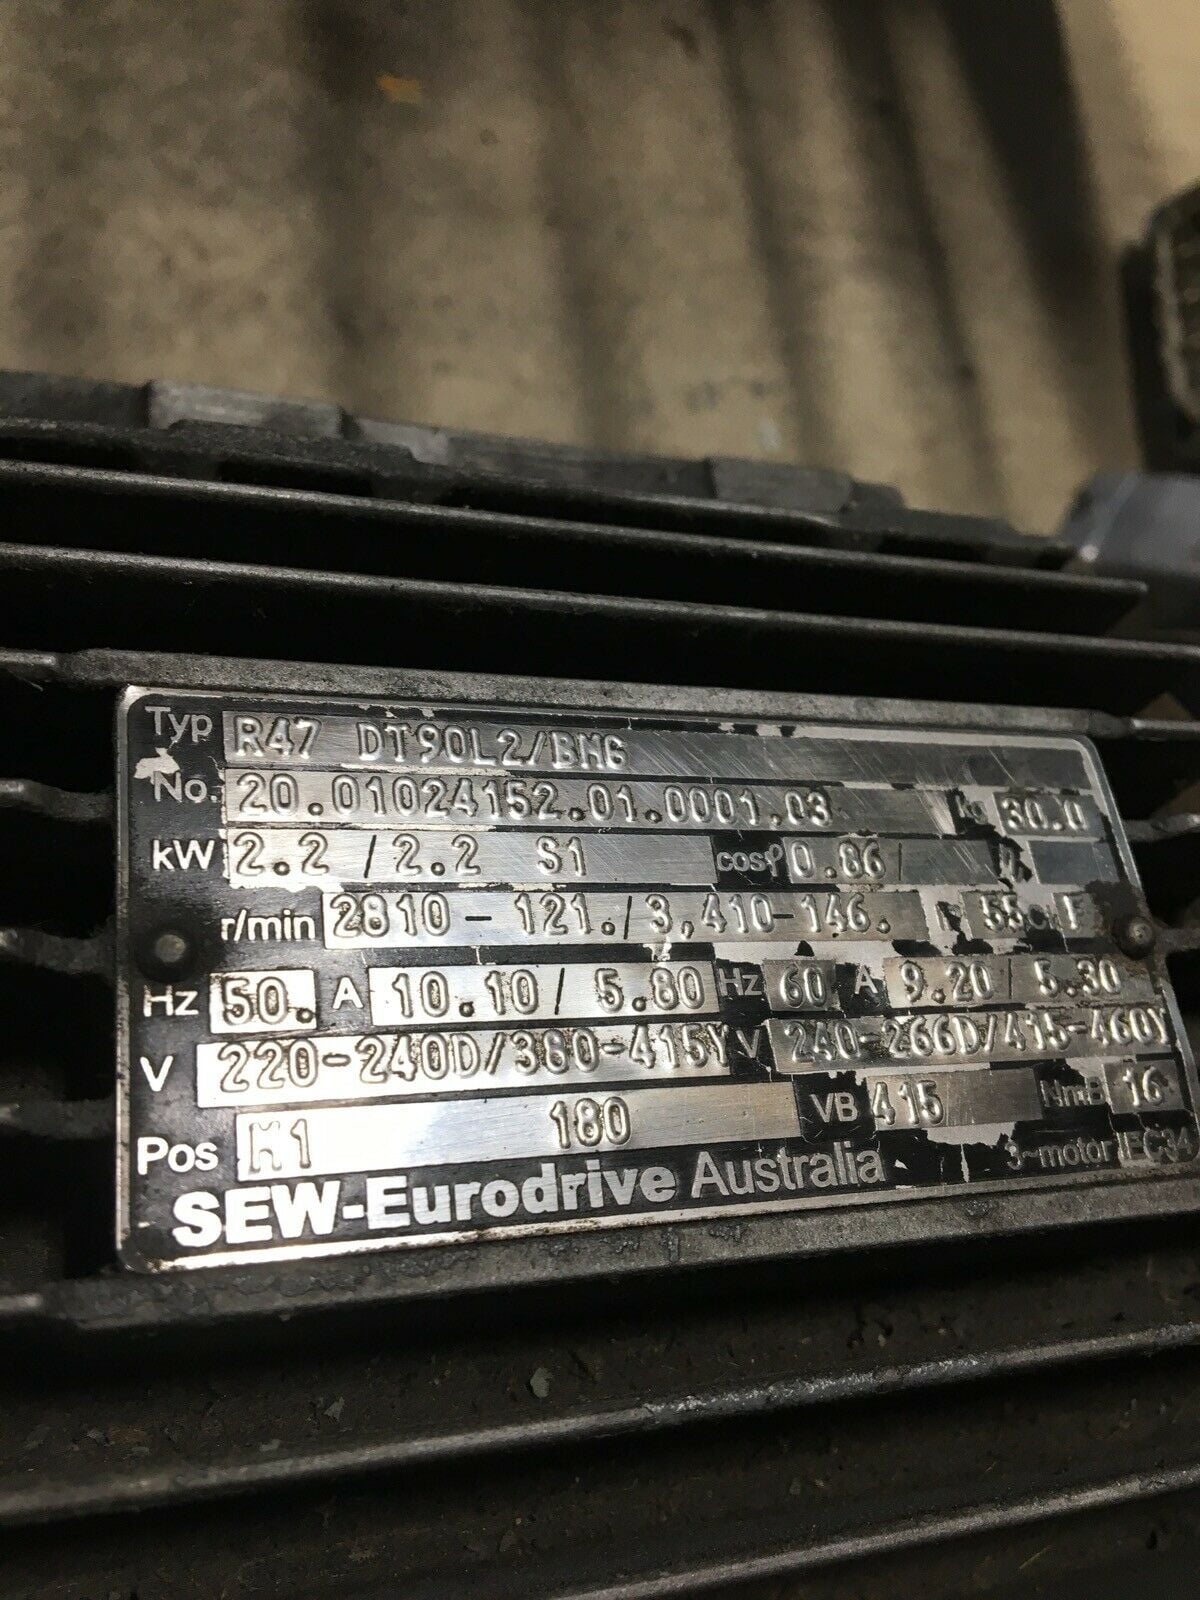 Typ R47 DT90L2/BMG
No. 20.01024152.01.0001.03 kg 30.0
kW 2.2 /2.2 S1 cosφ 0.86/ η
r/min 2810-121./3,410-146. IP 55 CI F
Hz 50. A 10.10/ 5.80 Hz 60 A 9.20/ 5.30
V 220-240D/380-415Y V 240-266D/415-460Y
Pos M1 180 VB 415 NmB 16
SEW-Eurodrive Australia 3~motor IEC34